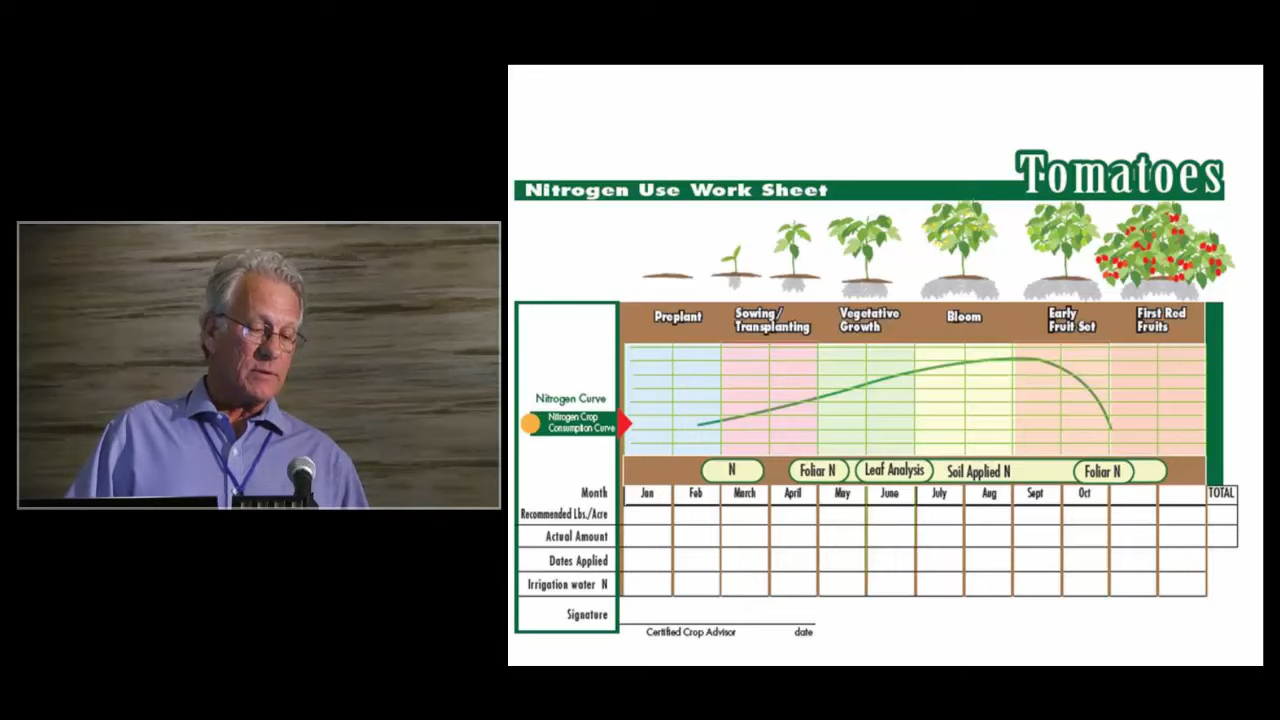 Tomatoes
Nitrogen Use Work Sheet
Preplant
Sowing/
Transplanting
Vegetative
Growth
Bloom
Early
Fruit Set
First Red
Fruits
Nitrogen Curve
Nitrogen Crop
Consumption Curve
N
Foliar N
Leaf Analysis
Soil Applied N
Foliar N
Month Jan Feb March April May June July Aug Sept Oct TOTAL
Recommended Lbs./Acre
Actual Amount
Dates Applied
Irrigation water N
Signature
Certified Crop Advisor date